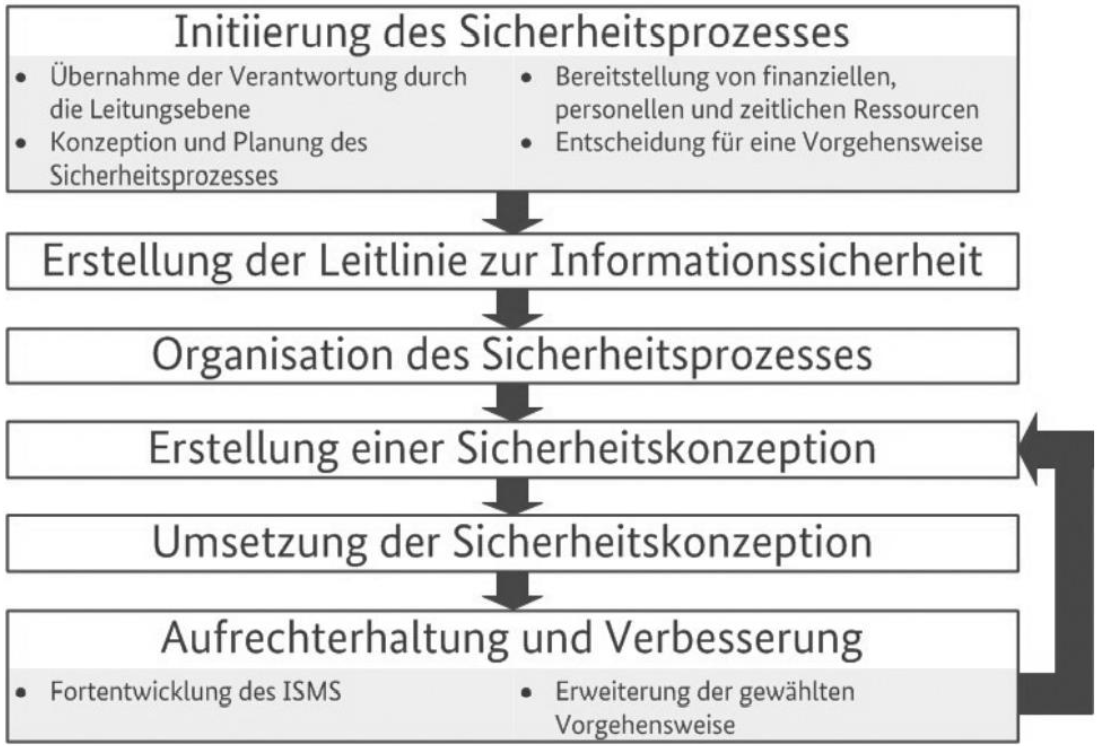 Initiierung des Sicherheitsprozesses
• Übernahme der Verantwortung durch
die Leitungsebene
• Konzeption und Planung des
Sicherheitsprozesses
• Bereitstellung von finanziellen,
personellen und zeitlichen Ressourcen
• Entscheidung für eine Vorgehensweise
Erstellung der Leitlinie zur Informationssicherheit
Organisation des Sicherheitsprozesses
Erstellung einer Sicherheitskonzeption
Umsetzung der Sicherheitskonzeption
Aufrechterhaltung und Verbesserung
• Fortentwicklung des ISMS
• Erweiterung der gewählten
Vorgehensweise